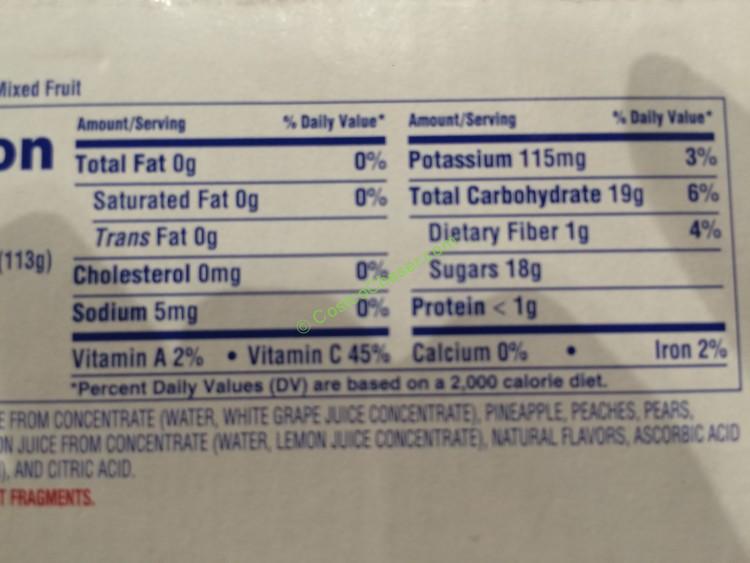 Mixed Fruit
Amount/Serving % Daily Value* Amount/Serving % Daily Value*
on Total Fat 0g 0% Potassium 115mg 3%
Saturated Fat 0g 0% Total Carbohydrate 19g 6%
Trans Fat 0g Dietary Fiber 1g 4%
(113g) Cholesterol 0mg 0% Sugars 18g
Sodium 5mg 0% Protein < 1g
Vitamin A 2% • Vitamin C 45% Calcium 0% • Iron 2%
*Percent Daily Values (DV) are based on a 2,000 calorie diet.
E FROM CONCENTRATE (WATER, WHITE GRAPE JUICE CONCENTRATE), PINEAPPLE, PEACHES, PEARS,
ON JUICE FROM CONCENTRATE (WATER, LEMON JUICE CONCENTRATE), NATURAL FLAVORS, ASCORBIC ACID
), AND CITRIC ACID.
T FRAGMENTS.
© CostcoChaser.com